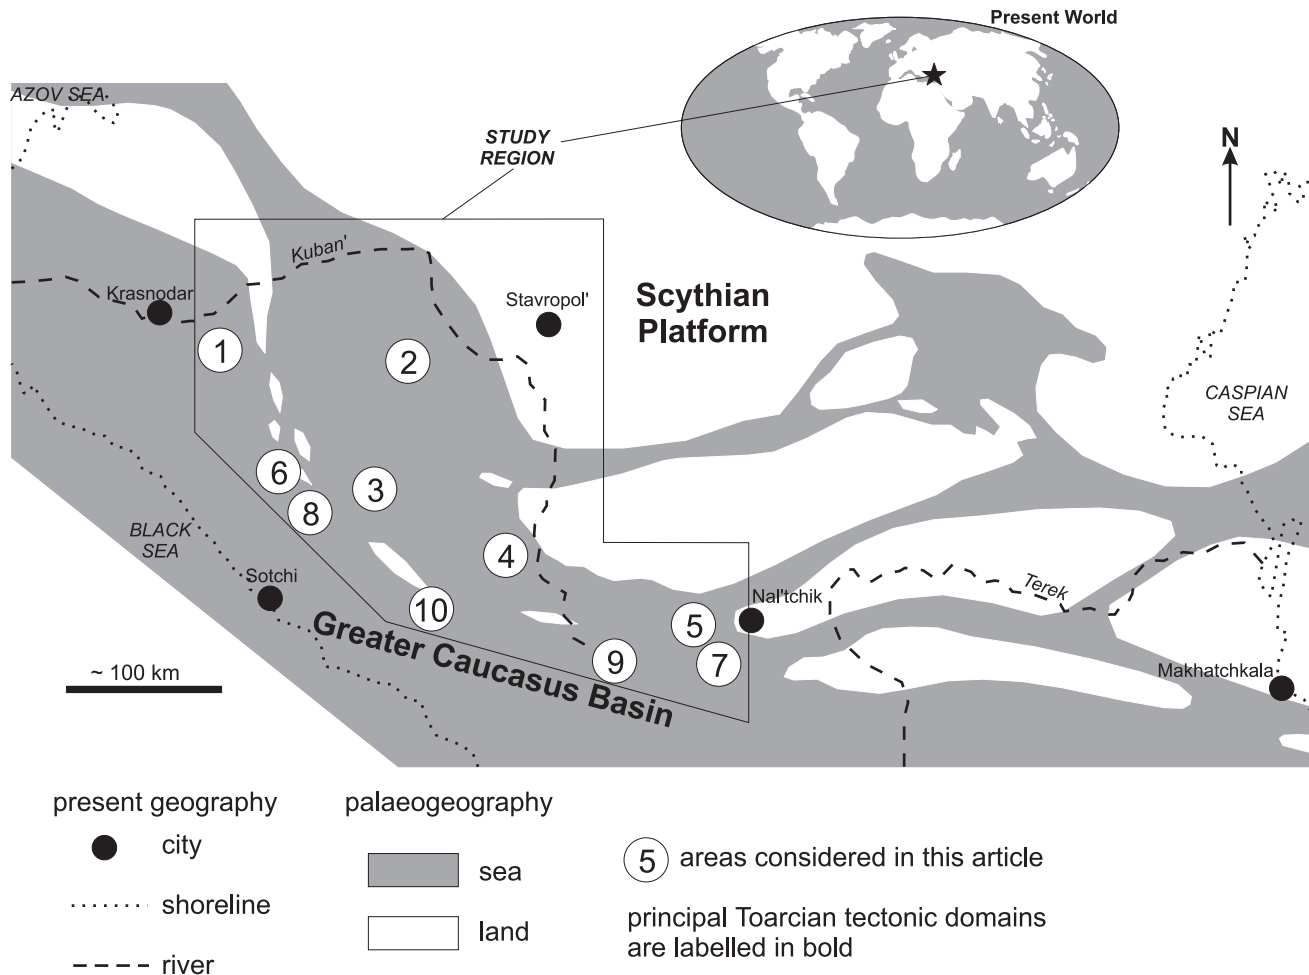 Present World
AZOV SEA
STUDY
REGION
N
Kuban'
Krasnodar
Stavropol'
Scythian
Platform
CASPIAN
SEA
1
2
6
3
8
BLACK
SEA
4
Sotchi
10
Nal'tchik
Terek
5
9
7
Greater Caucasus Basin
Makhatchkala
~ 100 km
present geography
city
shoreline
river
palaeogeography
sea
land
5 areas considered in this article
principal Toarcian tectonic domains
are labelled in bold